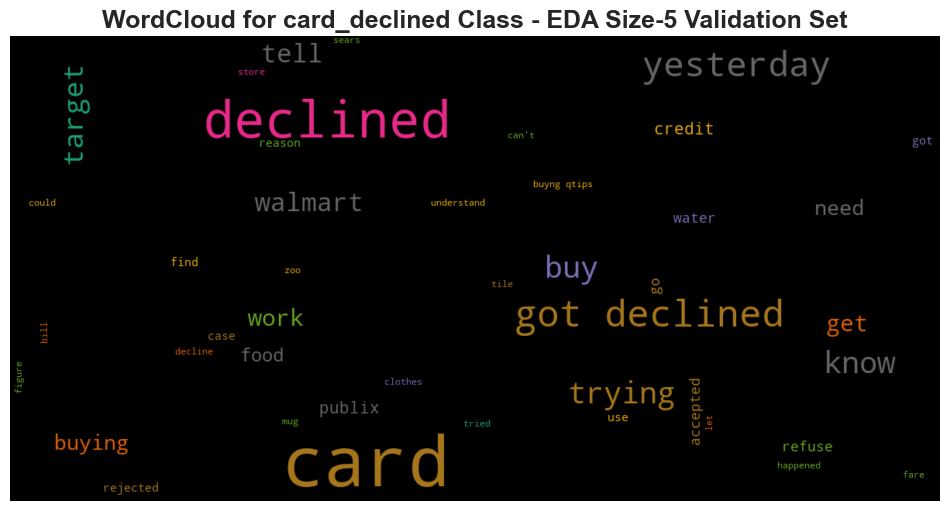 WordCloud for card_declined Class - EDA Size-5 Validation Set
sears
tell
store
target
yesterday
declined
reason
can't
credit
got
buyng qtips
could
walmart
understand
need
water
find
zoo
buy
tile
go
work
got declined
get
bill
case
decline
food
know
figure
clothes
trying
accepted
publix
mug
tried
use
let
buying
card
refuse
happened
rejected
fare